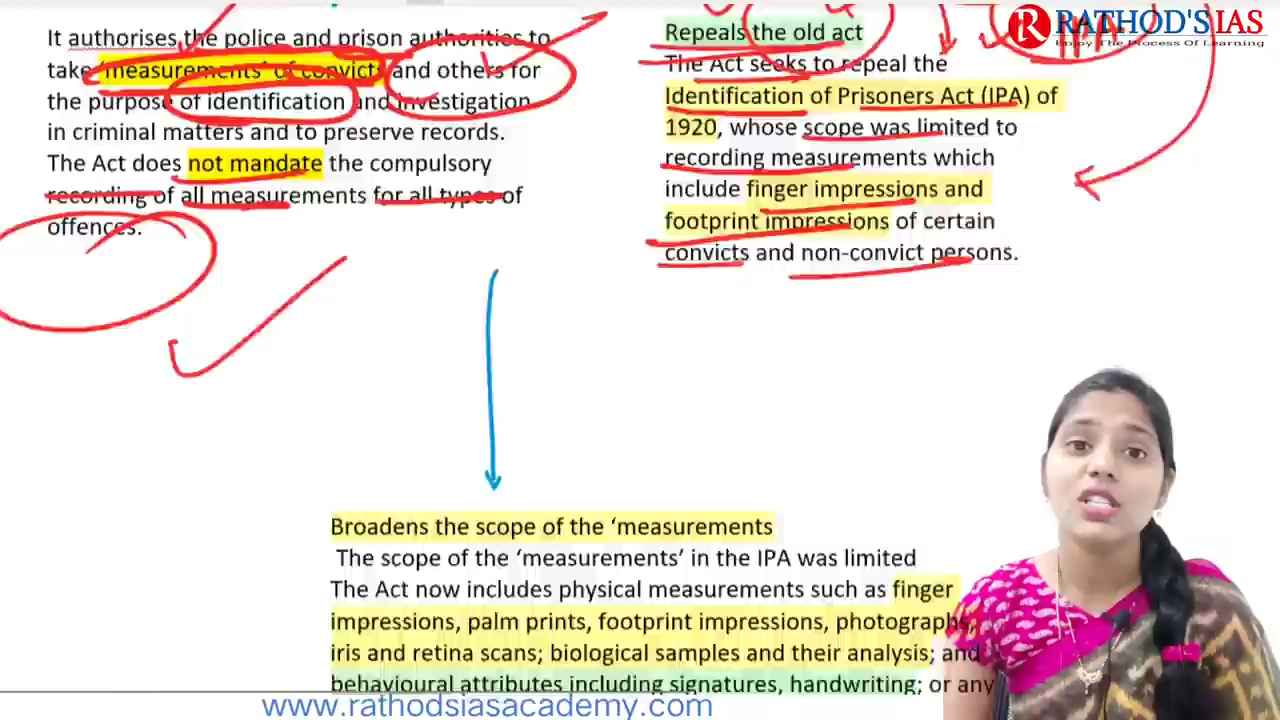 It authorises the police and prison authorities to
take 'measurements' of convicts and others for
the purpose of identification and investigation
in criminal matters and to preserve records.
The Act does not mandate the compulsory
recording of all measurements for all types of
offences.
RATHOD'S IAS
Enjoy The Process Of Learning
Repeals the old act
The Act seeks to repeal the
Identification of Prisoners Act (IPA) of
1920, whose scope was limited to
recording measurements which
include finger impressions and
footprint impressions of certain
convicts and non-convict persons.
Broadens the scope of the 'measurements
The scope of the 'measurements' in the IPA was limited
The Act now includes physical measurements such as finger
impressions, palm prints, footprint impressions, photographs,
iris and retina scans; biological samples and their analysis; and
behavioural attributes including signatures, handwriting; or any
www.rathodsiasacademy.com